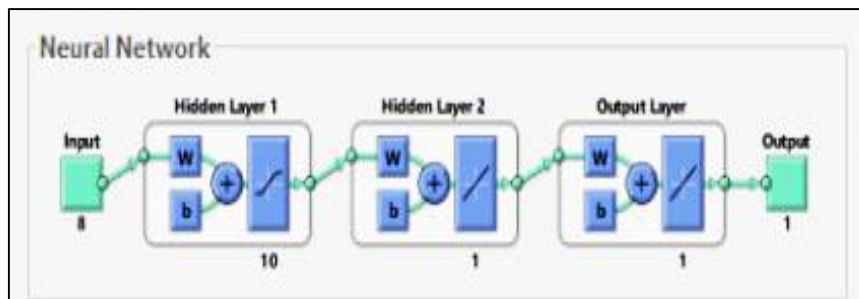 Neural Network
Hidden Layer 1 Hidden Layer 2 Output Layer
Input Output
W W W
b b b
8 1
10 1 1